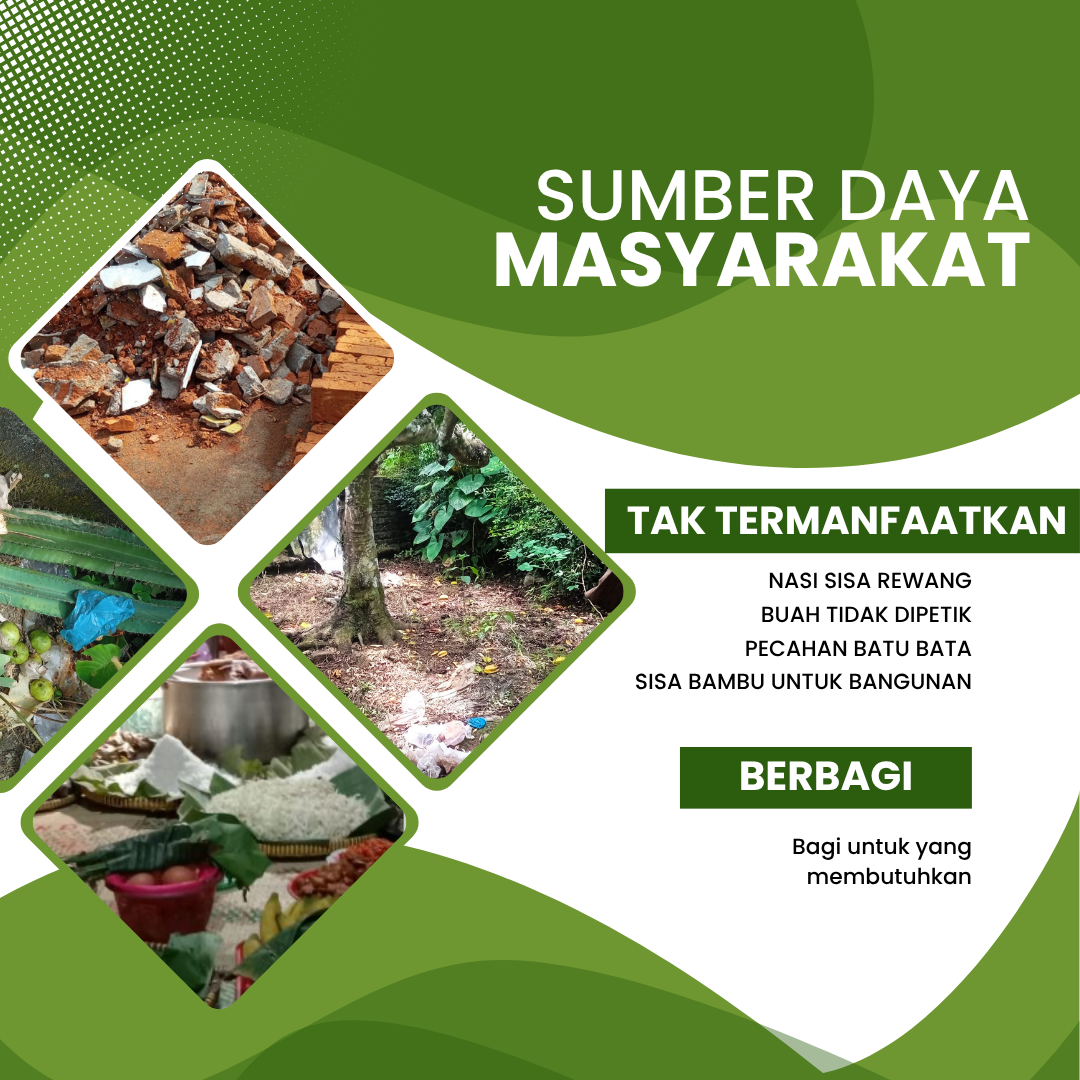 SUMBER DAYA
MASYARAKAT
TAK TERMANFAATKAN
NASI SISA REWANG
BUAH TIDAK DIPETIK
PECAHAN BATU BATA
SISA BAMBU UNTUK BANGUNAN
BERBAGI
Bagi untuk yang
membutuhkan